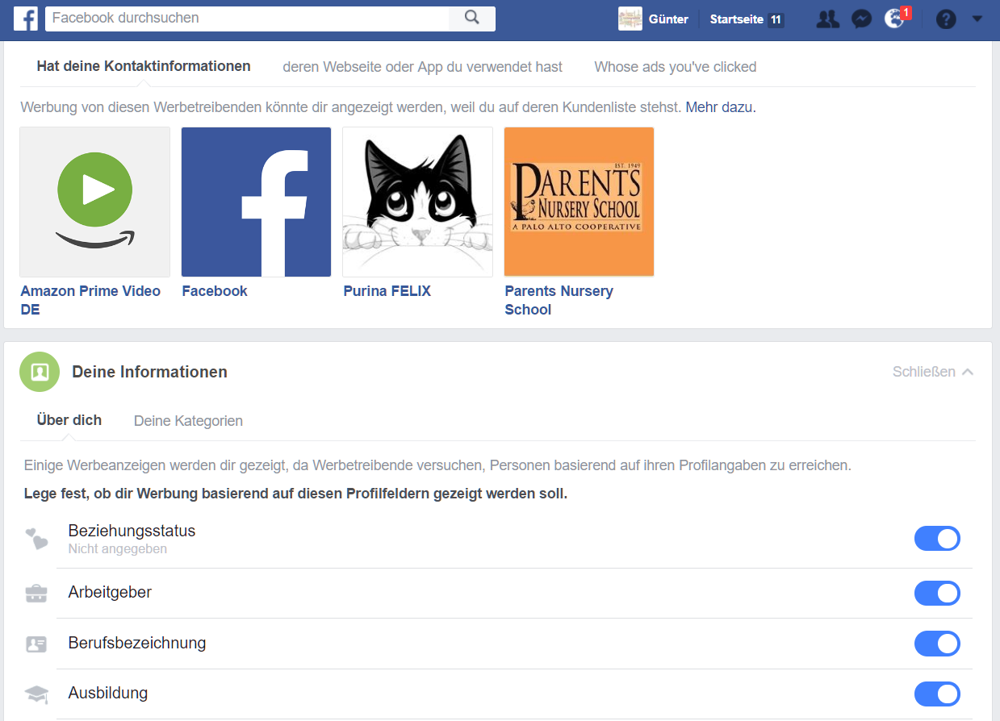 Facebook durchsuchen
Günter
Startseite 11
1
?
Hat deine Kontaktinformationen
deren Webseite oder App du verwendet hast
Whose ads you've clicked
Werbung von diesen Werbetreibenden könnte dir angezeigt werden, weil du auf deren Kundenliste stehst. Mehr dazu.
EST. 1949
PARENTS
NURSERY SCHOOL
A PALO ALTO COOPERATIVE
Amazon Prime Video
DE
Facebook
Purina FELIX
Parents Nursery
School
Deine Informationen
Schließen
Über dich
Deine Kategorien
Einige Werbeanzeigen werden dir gezeigt, da Werbetreibende versuchen, Personen basierend auf ihren Profilangaben zu erreichen.
Lege fest, ob dir Werbung basierend auf diesen Profilfeldern gezeigt werden soll.
Beziehungsstatus
Nicht angegeben
Arbeitgeber
Berufsbezeichnung
Ausbildung